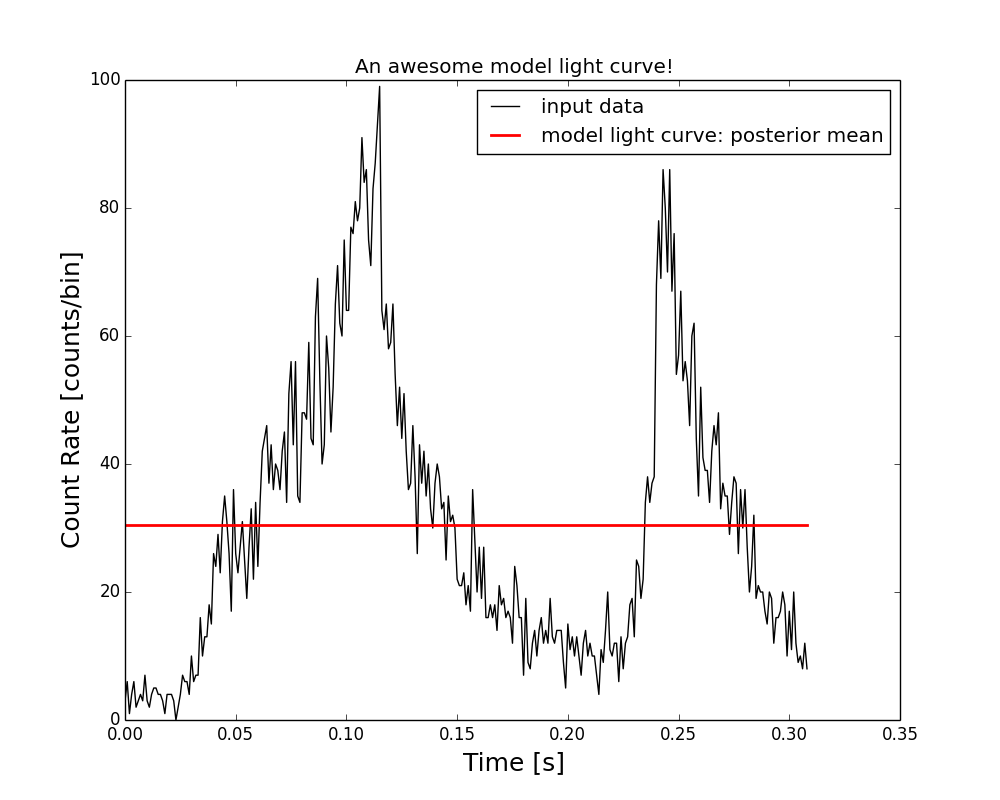 An awesome model light curve!
input data
model light curve: posterior mean
Count Rate [counts/bin]
100
80
60
40
20
0
0.00 0.05 0.10 0.15 0.20 0.25 0.30 0.35
Time [s]